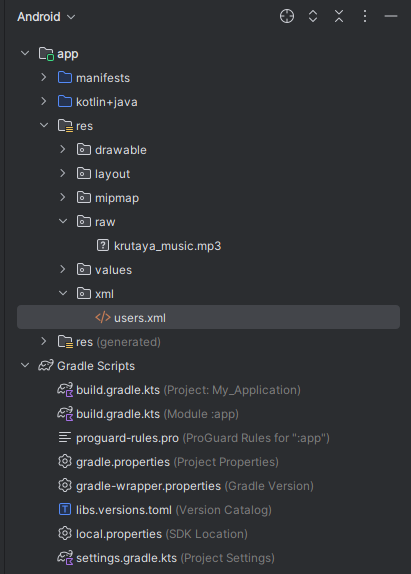 Android
app
manifests
kotlin+java
res
drawable
layout
mipmap
raw
krutaya_music.mp3
values
xml
users.xml
res (generated)
Gradle Scripts
build.gradle.kts (Project: My_Application)
build.gradle.kts (Module :app)
proguard-rules.pro (ProGuard Rules for ":app")
gradle.properties (Project Properties)
gradle-wrapper.properties (Gradle Version)
libs.versions.toml (Version Catalog)
local.properties (SDK Location)
settings.gradle.kts (Project Settings)